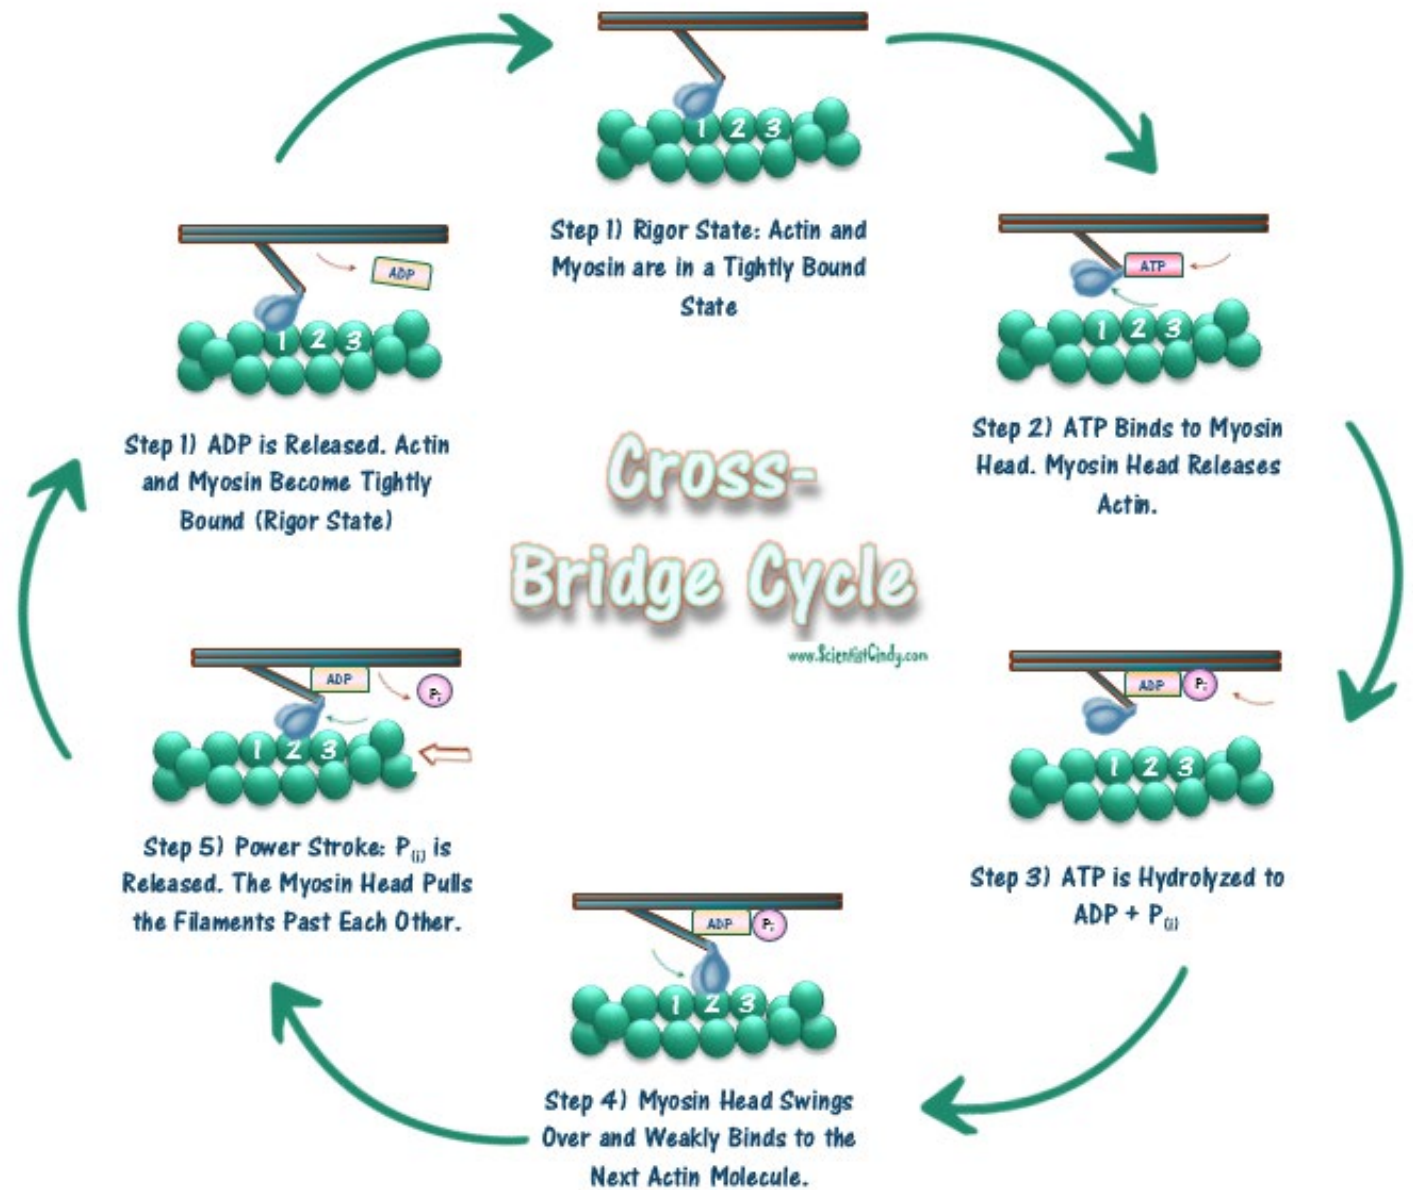 1 2 3
Step 1) Rigor State: Actin and
Myosin are in a Tightly Bound
State
ATP
1 2 3
Step 2) ATP Binds to Myosin
Head. Myosin Head Releases
Actin.
ADP Pi
1 2 3
Step 3) ATP is Hydrolyzed to
ADP + P(i)
ADP Pi
1 2 3
Step 4) Myosin Head Swings
Over and Weakly Binds to the
Next Actin Molecule.
ADP Pi
1 2 3
Step 5) Power Stroke: P(i) is
Released. The Myosin Head Pulls
the Filaments Past Each Other.
ADP
1 2 3
Step 1) ADP is Released. Actin
and Myosin Become Tightly
Bound (Rigor State)
Cross-
Bridge Cycle
www.ScientistCindy.com